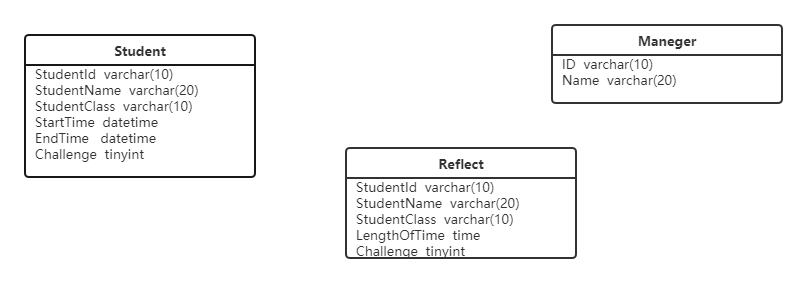 Student
StudentId varchar(10)
StudentName varchar(20)
StudentClass varchar(10)
StartTime datetime
EndTime datetime
Challenge tinyint
Maneger
ID varchar(10)
Name varchar(20)
Reflect
StudentId varchar(10)
StudentName varchar(20)
StudentClass varchar(10)
LengthOfTime time
Challenge tinyint